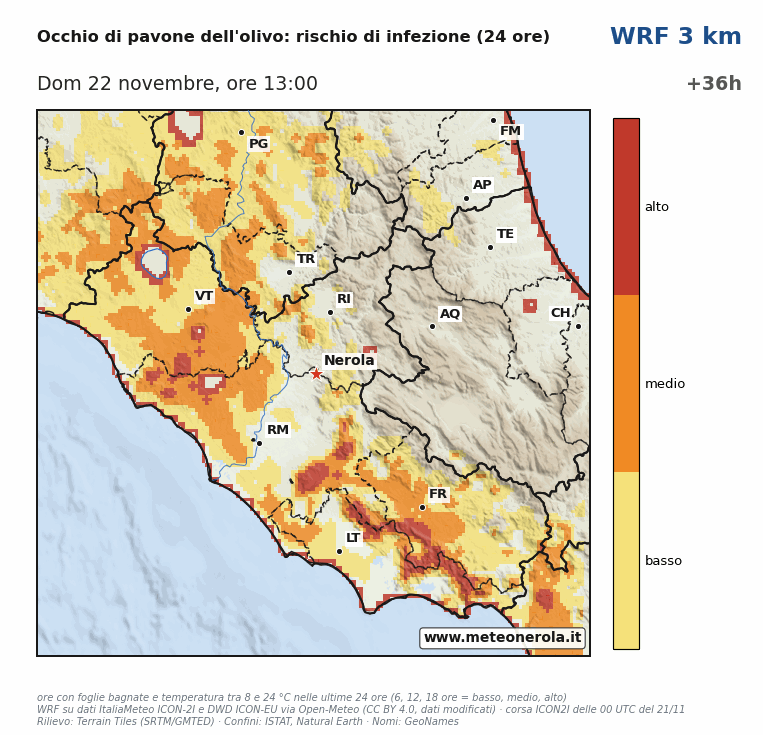 Occhio di pavone dell'olivo: rischio di infezione (24 ore)
WRF 3 km
Dom 22 novembre, ore 13:00
+36h
FM
PG
AP
TE
TR
RI
VT
AQ
CH
Nerola
RM
FR
LT
alto
medio
basso
www.meteonerola.it
ore con foglie bagnate e temperatura tra 8 e 24 °C nelle ultime 24 ore (6, 12, 18 ore = basso, medio, alto)
WRF su dati ItaliaMeteo ICON-2I e DWD ICON-EU via Open-Meteo (CC BY 4.0, dati modificati) · corsa ICON2I delle 00 UTC del 21/11
Rilievo: Terrain Tiles (SRTM/GMTED) · Confini: ISTAT, Natural Earth · Nomi: GeoNames